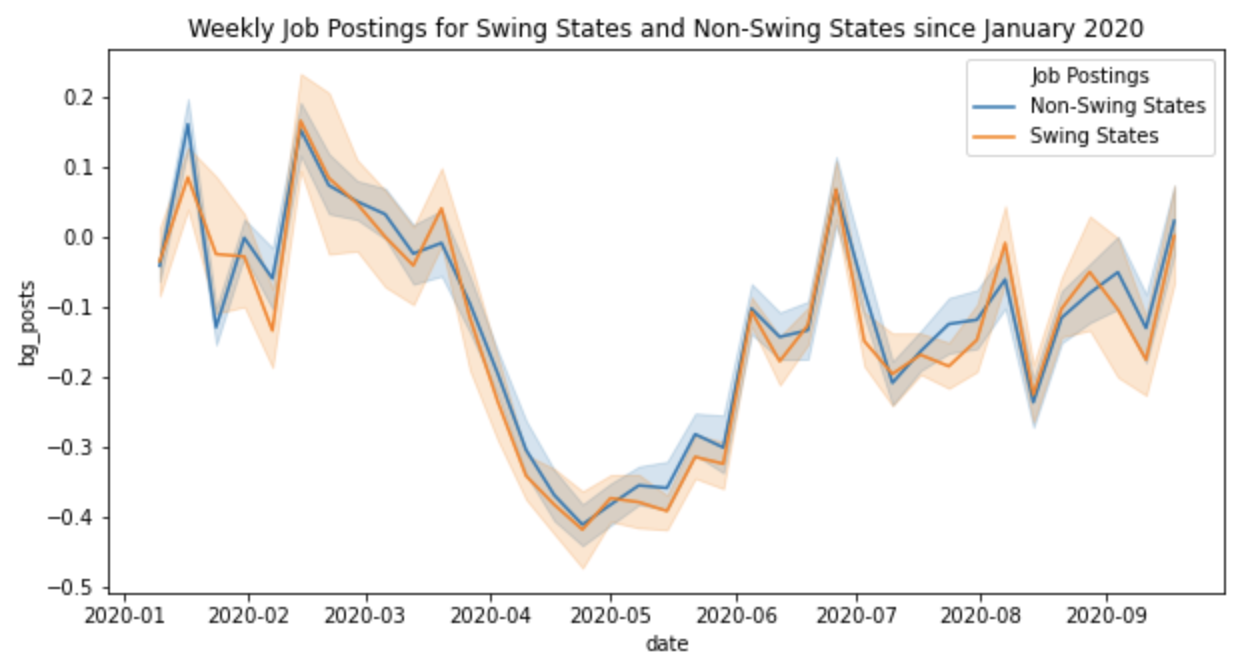 Weekly Job Postings for Swing States and Non-Swing States since January 2020
Job Postings
Non-Swing States
Swing States
bg_posts
0.2
0.1
0.0
−0.1
−0.2
−0.3
−0.4
−0.5
2020-01 2020-02 2020-03 2020-04 2020-05 2020-06 2020-07 2020-08 2020-09
date